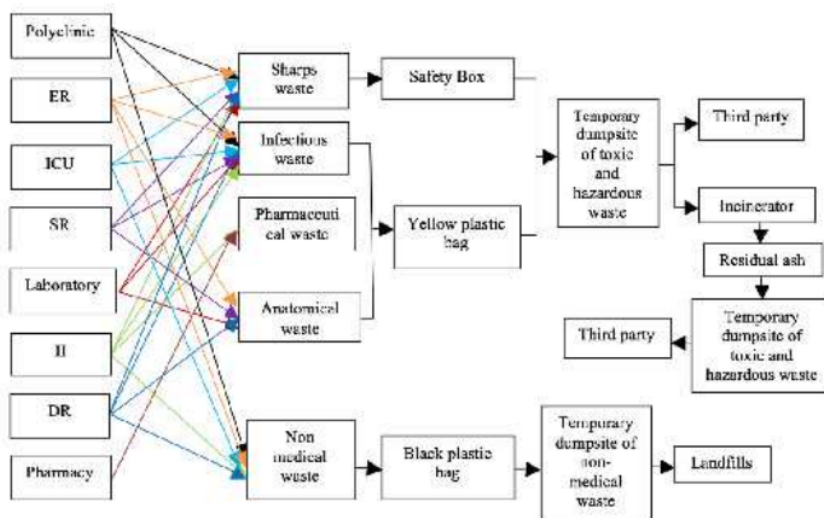 Polyclinic
ER
ICU
SR
Laboratory
II
DR
Pharmacy
Sharps
waste
Infectious
waste
Pharmaceuti
cal waste
Anatomical
waste
Non
medical
waste
Safety Box
Yellow plastic
bag
Black plastic
bag
Temporary
dumpsite
of toxic
and
hazardous
waste
Third party
Incinerator
Residual ash
Temporary
dumpsite of
toxic and
hazardous waste
Third party
Temporary
dumpsite of
non-
medical
waste
Landfills